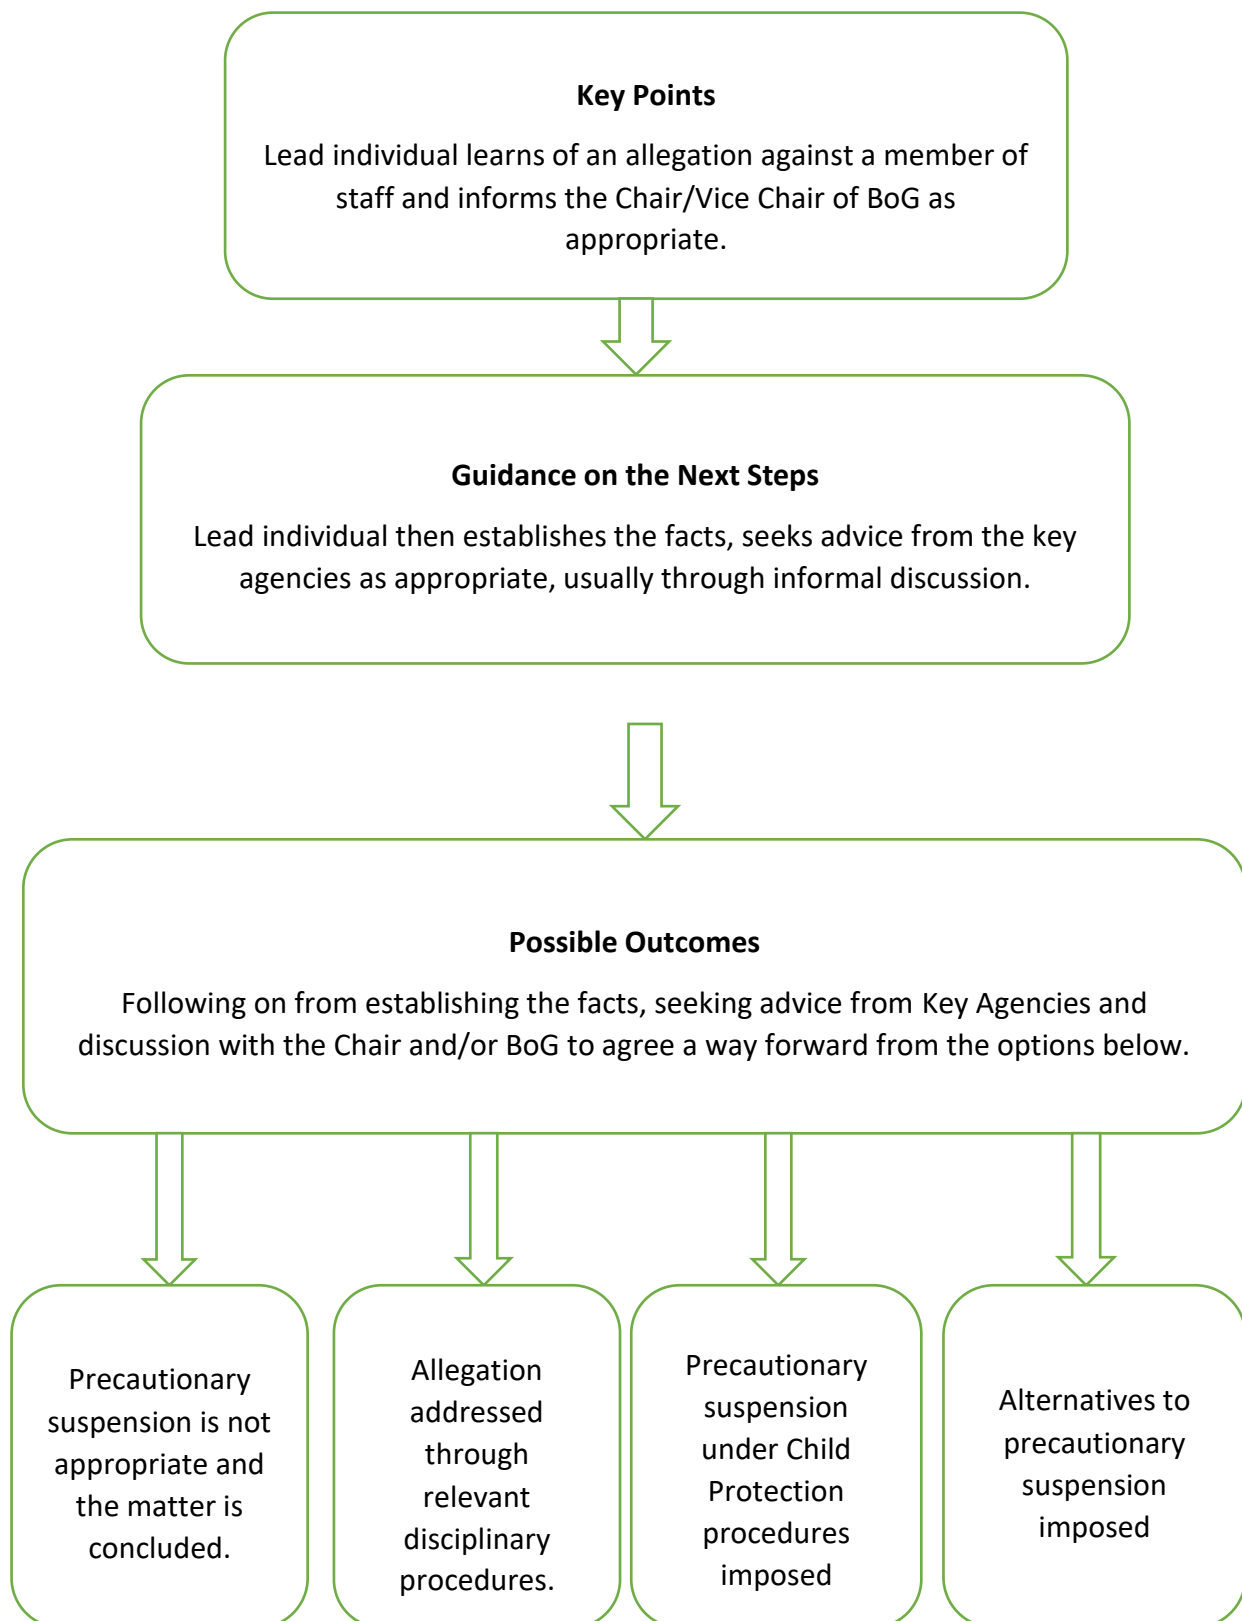 Key Points
Lead individual learns of an allegation against a member of
staff and informs the Chair/Vice Chair of BoG as
appropriate.
Guidance on the Next Steps
Lead individual then establishes the facts, seeks advice from the key
agencies as appropriate, usually through informal discussion.
Possible Outcomes
Following on from establishing the facts, seeking advice from Key Agencies and
discussion with the Chair and/or BoG to agree a way forward from the options below.
Precautionary
suspension is not
appropriate and
the matter is
concluded.
Allegation
addressed
through
relevant
disciplinary
procedures.
Precautionary
suspension
under Child
Protection
procedures
imposed
Alternatives to
precautionary
suspension
imposed